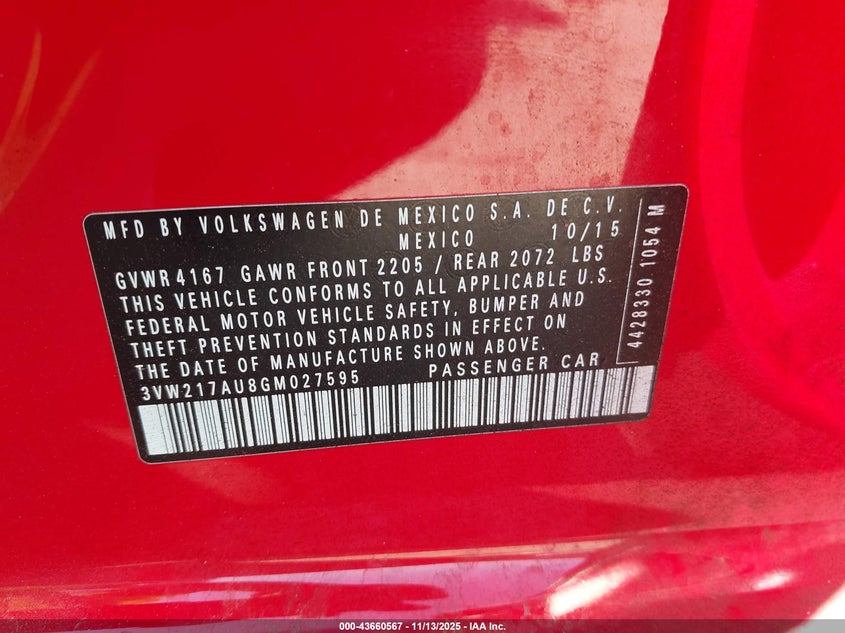 MFD BY VOLKSWAGEN DE MEXICO S.A. DE C.V.
MEXICO 10/15
GVWR 4167 GAWR FRONT 2205 / REAR 2072 LBS
THIS VEHICLE CONFORMS TO ALL APPLICABLE U.S.
FEDERAL MOTOR VEHICLE SAFETY, BUMPER AND
THEFT PREVENTION STANDARDS IN EFFECT ON
THE DATE OF MANUFACTURE SHOWN ABOVE.
3VW217AU8GM027595 PASSENGER CAR
4428330 1054 M
000-43660567 - 11/13/2025 - IAA Inc.